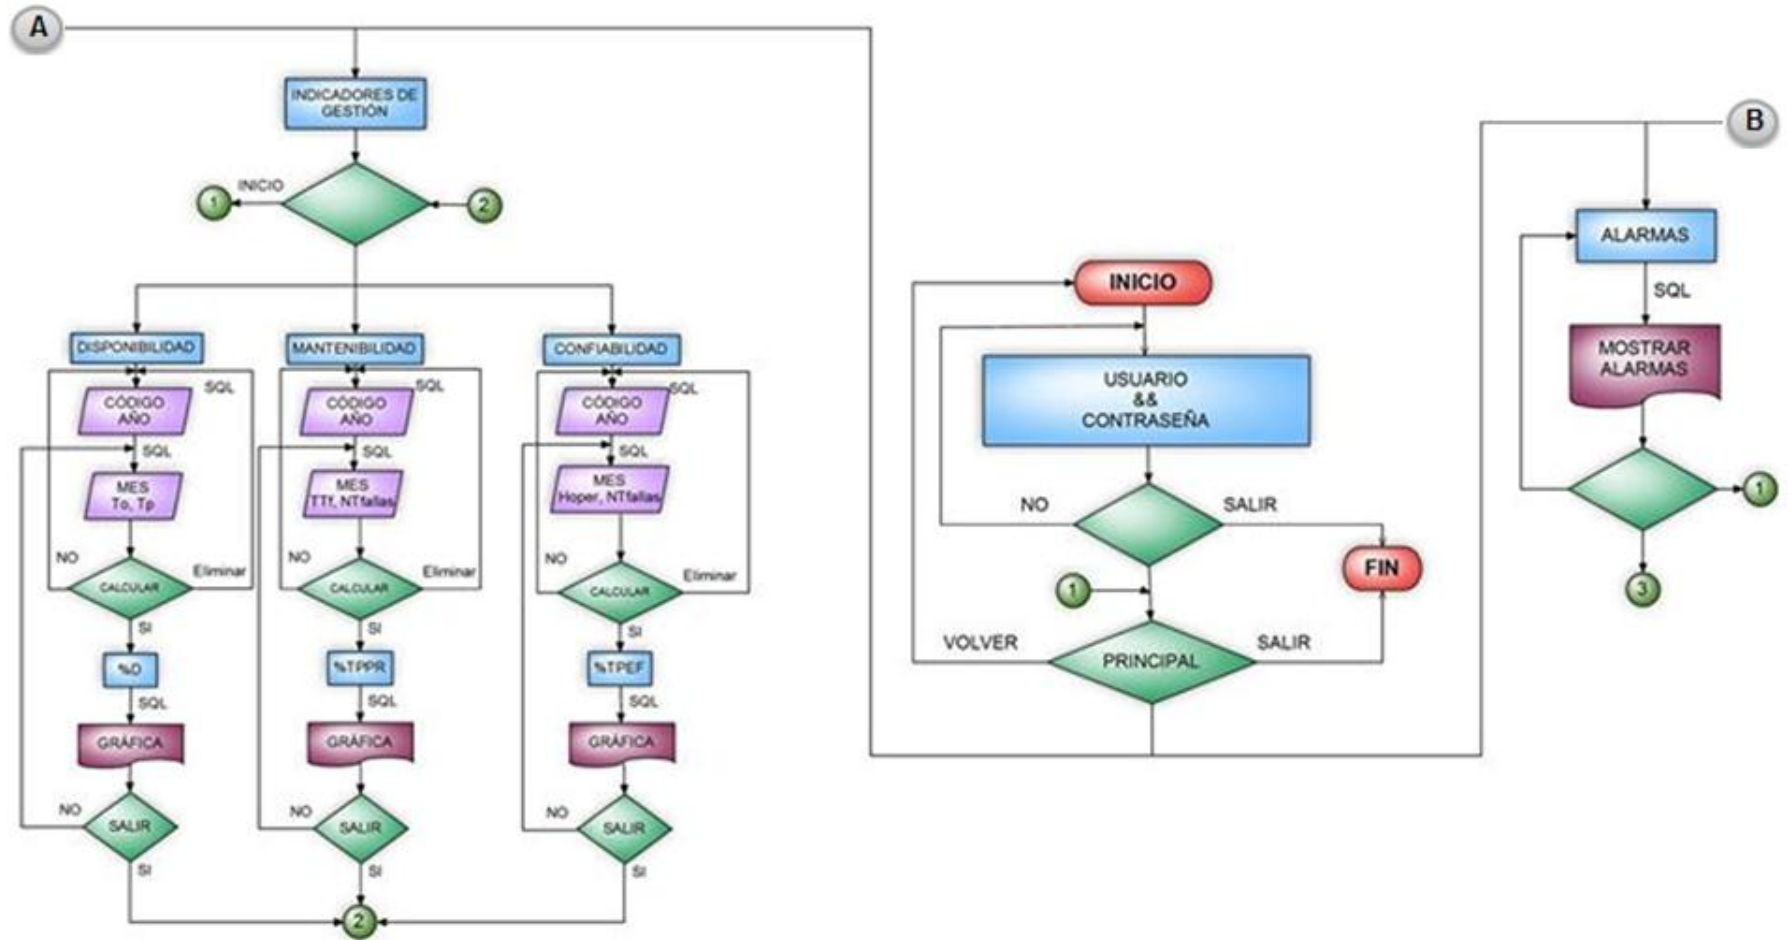 A
INDICADORES DE
GESTIÓN
INICIO
1
2
DISPONIBILIDAD
SQL
CÓDIGO
AÑO
SQL
MES
To, Tp
NO
CALCULAR
Eliminar
SI
%D
SQL
GRÁFICA
NO
SALIR
SI
MANTENIBILIDAD
SQL
CÓDIGO
AÑO
SQL
MES
TTf, NTfallas
NO
CALCULAR
Eliminar
SI
%TPPR
SQL
GRÁFICA
NO
SALIR
SI
2
CONFIABILIDAD
SQL
CÓDIGO
AÑO
SQL
MES
Hoper, NTfallas
NO
CALCULAR
Eliminar
SI
%TPEF
SQL
GRÁFICA
NO
SALIR
SI
INICIO
USUARIO
&&
CONTRASEÑA
NO
SALIR
FIN
1
VOLVER
PRINCIPAL
SALIR
B
ALARMAS
SQL
MOSTRAR
ALARMAS
1
3